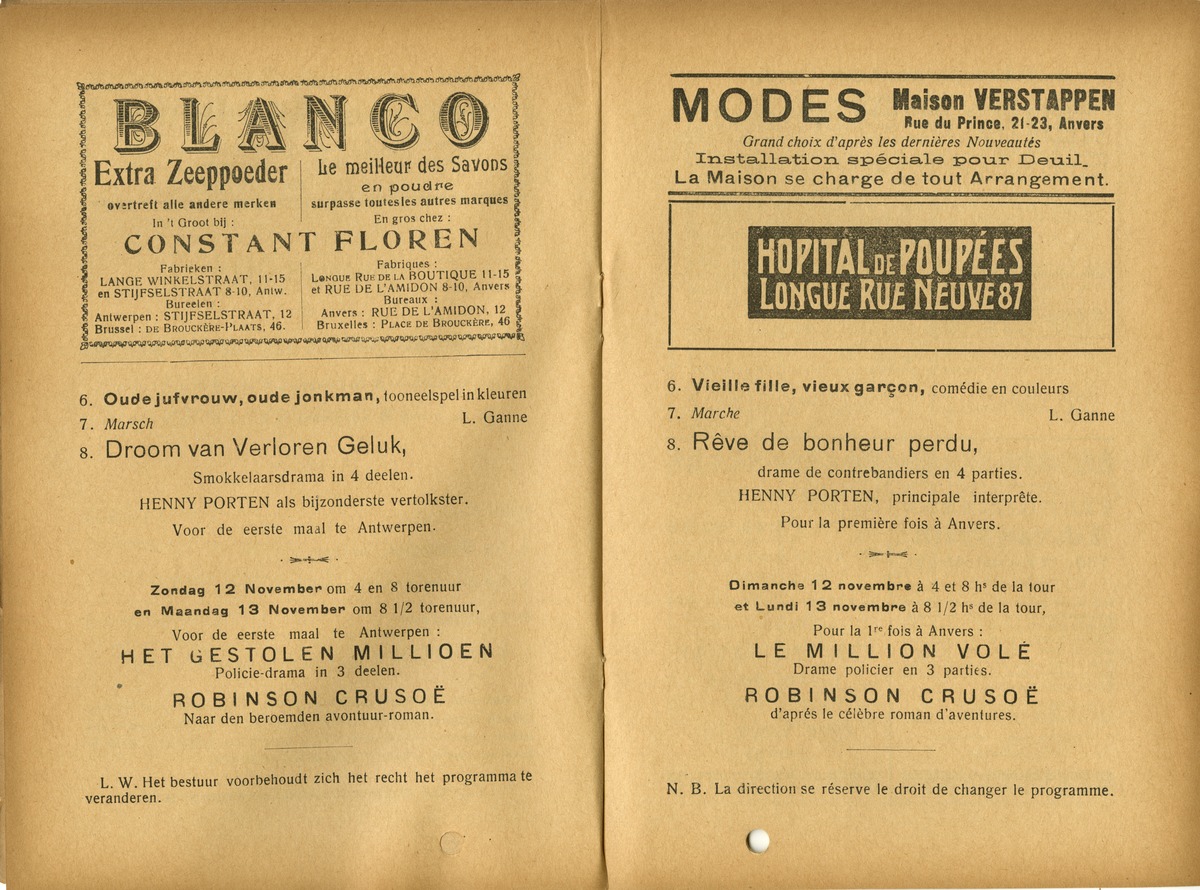 BLANCO
Extra Zeeppoeder
overtreft alle andere merken
In 't Groot bij :
Le meilleur des Savons
en poudre
surpasse toutes les autres marques
En gros chez :
CONSTANT FLOREN
Fabrieken :
LANGE WINKELSTRAAT, 11-15
en STIJFSELSTRAAT 8-10, Antw.
Bureelen :
Antwerpen : STIJFSELSTRAAT, 12
Brussel : DE BROUCKÈRE-PLAATS, 46.
Fabriques :
LONGUE RUE DE LA BOUTIQUE 11-15
et RUE DE L'AMIDON 8-10, Anvers
Bureaux :
Anvers : RUE DE L'AMIDON, 12
Bruxelles : PLACE DE BROUCKÈRE, 46
6. Oude jufvrouw, oude jonkman, tooneelspel in kleuren
7. Marsch L. Ganne
8. Droom van Verloren Geluk,
Smokkelaarsdrama in 4 deelen.
HENNY PORTEN als bijzonderste vertolkster.
Voor de eerste maal te Antwerpen.
Zondag 12 November om 4 en 8 torenuur
en Maandag 13 November om 8 1/2 torenuur,
Voor de eerste maal te Antwerpen :
HET GESTOLEN MILLIOEN
Policie-drama in 3 deelen.
ROBINSON CRUSOË
Naar den beroemden avontuur-roman.
L. W. Het bestuur voorbehoudt zich het recht het programma te
veranderen.
MODES Maison VERSTAPPEN
Rue du Prince, 21-23, Anvers
Grand choix d'après les dernières Nouveautés
Installation spéciale pour Deuil.
La Maison se charge de tout Arrangement.
HOPITAL DE POUPÉES
LONGUE RUE NEUVE 87
6. Vieille fille, vieux garçon, comédie en couleurs
7. Marche L. Ganne
8. Rêve de bonheur perdu,
drame de contrebandiers en 4 parties.
HENNY PORTEN, principale interprête.
Pour la première fois à Anvers.
Dimanche 12 novembre à 4 et 8 hs de la tour
et Lundi 13 novembre à 8 1/2 hs de la tour,
Pour la 1re fois à Anvers :
LE MILLION VOLÉ
Drame policier en 3 parties.
ROBINSON CRUSOË
d'aprés le célèbre roman d'aventures.
N. B. La direction se réserve le droit de changer le programme.